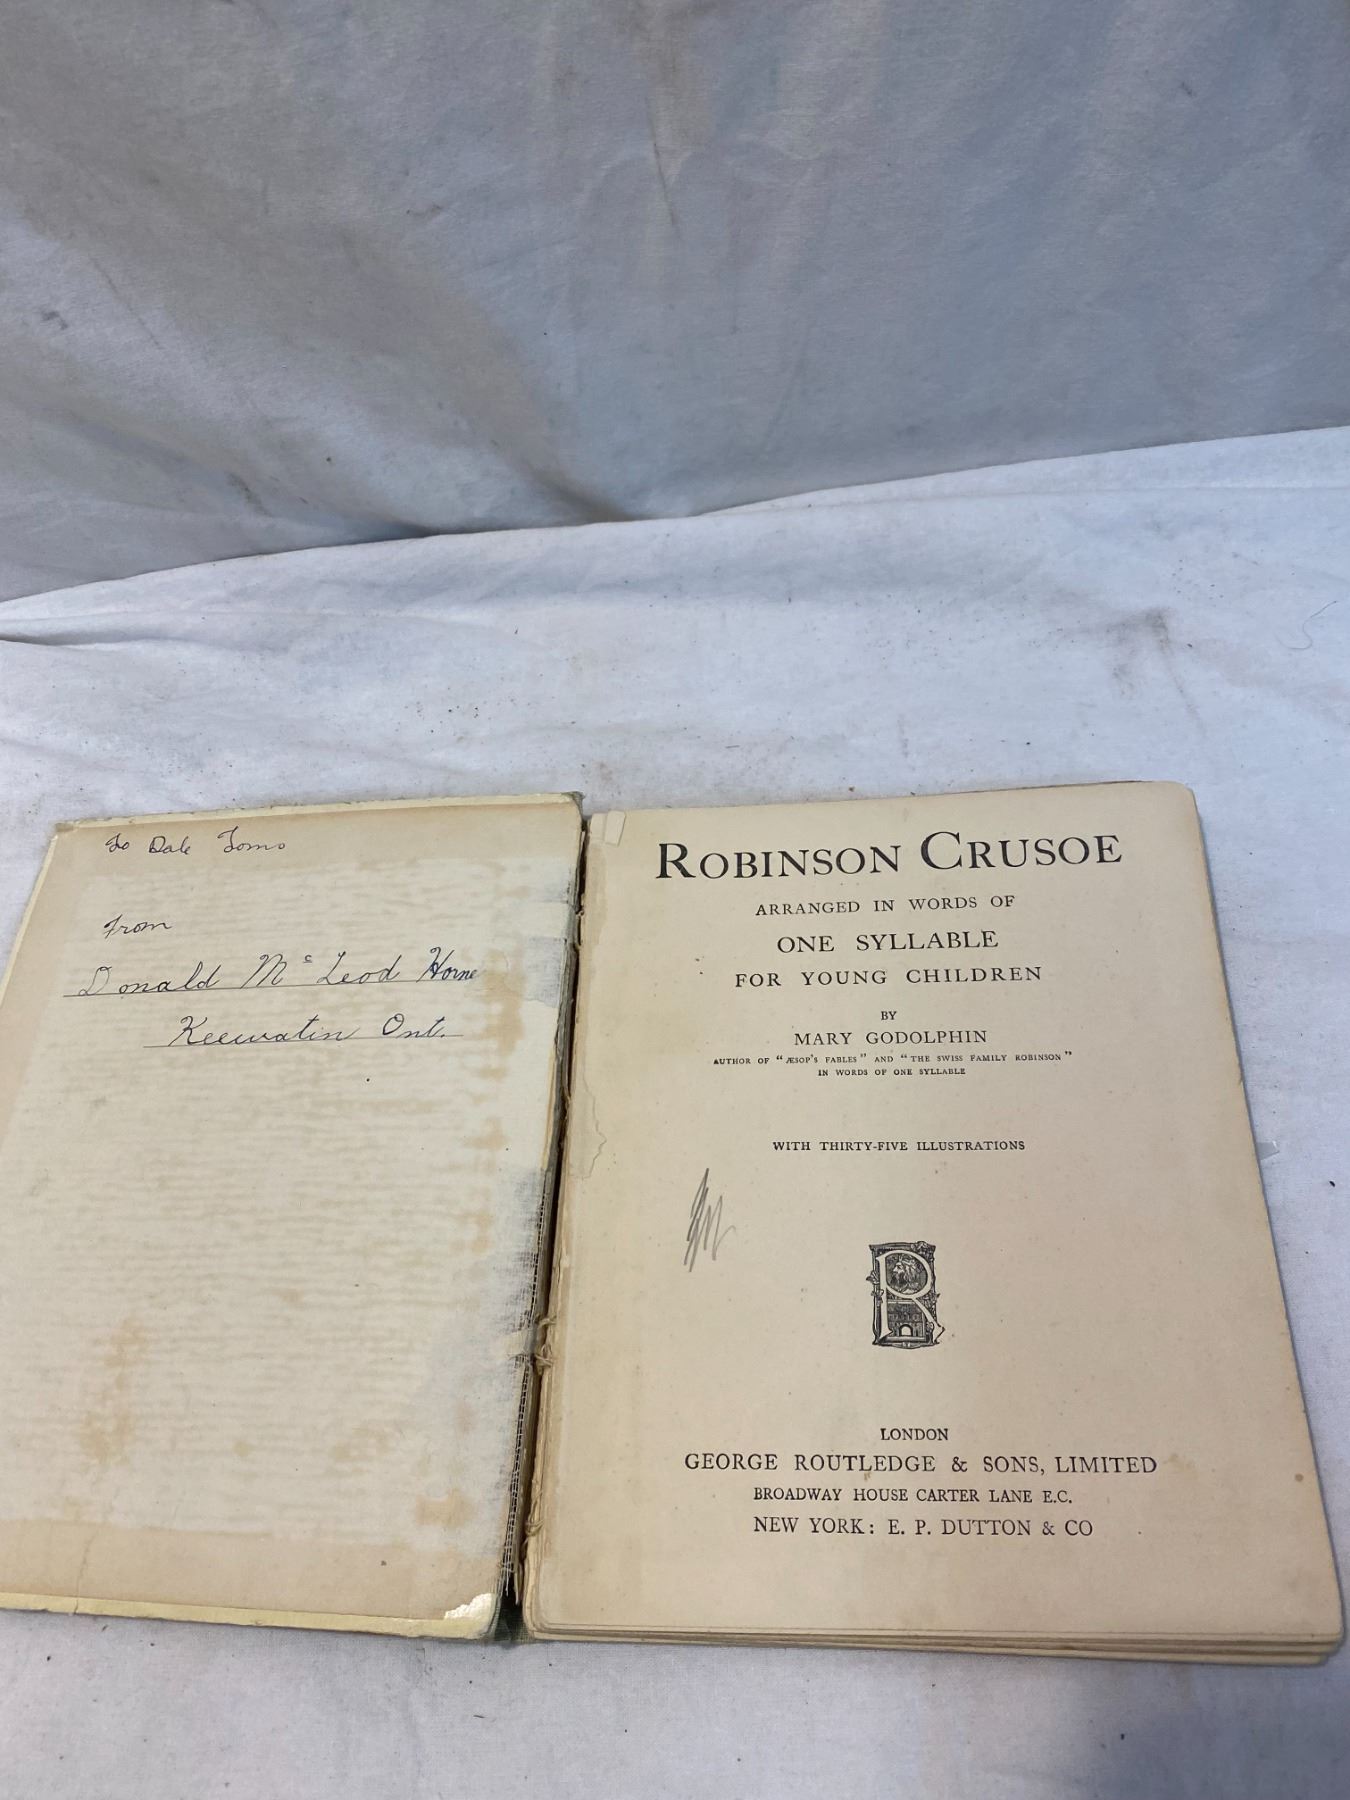 To Dale
From
Donald Mc Leod Horne
Keewatin Ont.
ROBINSON CRUSOE
ARRANGED IN WORDS OF
ONE SYLLABLE
FOR YOUNG CHILDREN
BY
MARY GODOLPHIN
AUTHOR OF "ÆSOP'S FABLES" AND "THE SWISS FAMILY ROBINSON"
IN WORDS OF ONE SYLLABLE
WITH THIRTY-FIVE ILLUSTRATIONS
R
LONDON
GEORGE ROUTLEDGE & SONS, LIMITED
BROADWAY HOUSE CARTER LANE E.C.
NEW YORK: E. P. DUTTON & CO